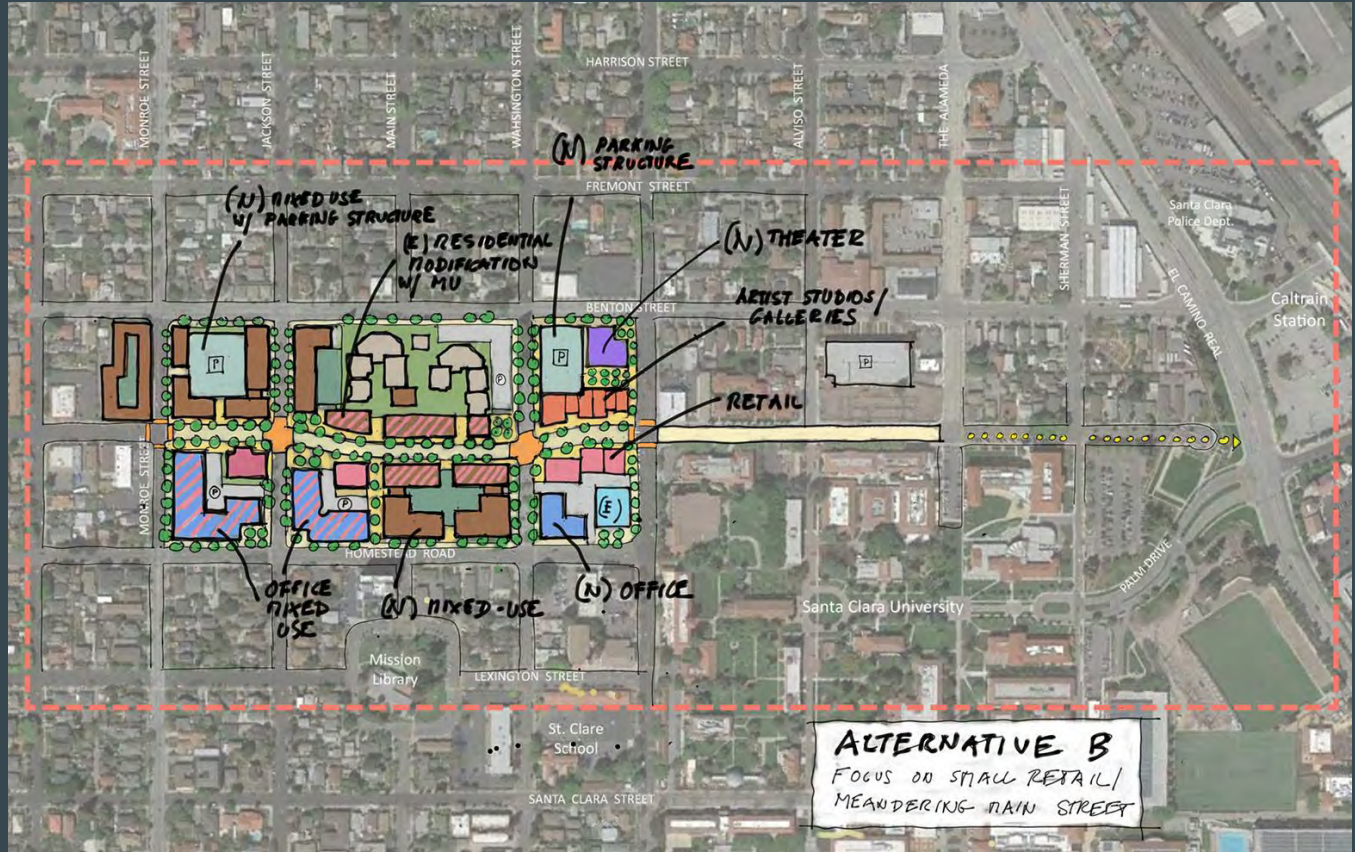 HARRISON STREET
MONROE STREET
JACKSON STREET
MAIN STREET
WAHSINGTON STREET
ALVISO STREET
THE ALAMEDA
(N) PARKING
STRUCTURE
FREMONT STREET
(N) MIXED USE
W/ PARKING STRUCTURE
(E) RESIDENTIAL
MODIFICATION
W/ MU
(N) THEATER
SHERMAN STREET
Santa Clara
Police Dept.
EL CAMINO REAL
Caltrain
Station
BENTON STREET
ARTIST STUDIOS/
GALLERIES
P
P
P
P
RETAIL
MONROE STREET
P
P
(E)
HOMESTEAD ROAD
OFFICE
MIXED
USE
(N) MIXED-USE
(N) OFFICE
PALM DRIVE
Santa Clara University
Mission
Library
LEXINGTON STREET
St. Clare
School
SANTA CLARA STREET
ALTERNATIVE B
FOCUS ON SMALL RETAIL/
MEANDERING MAIN STREET